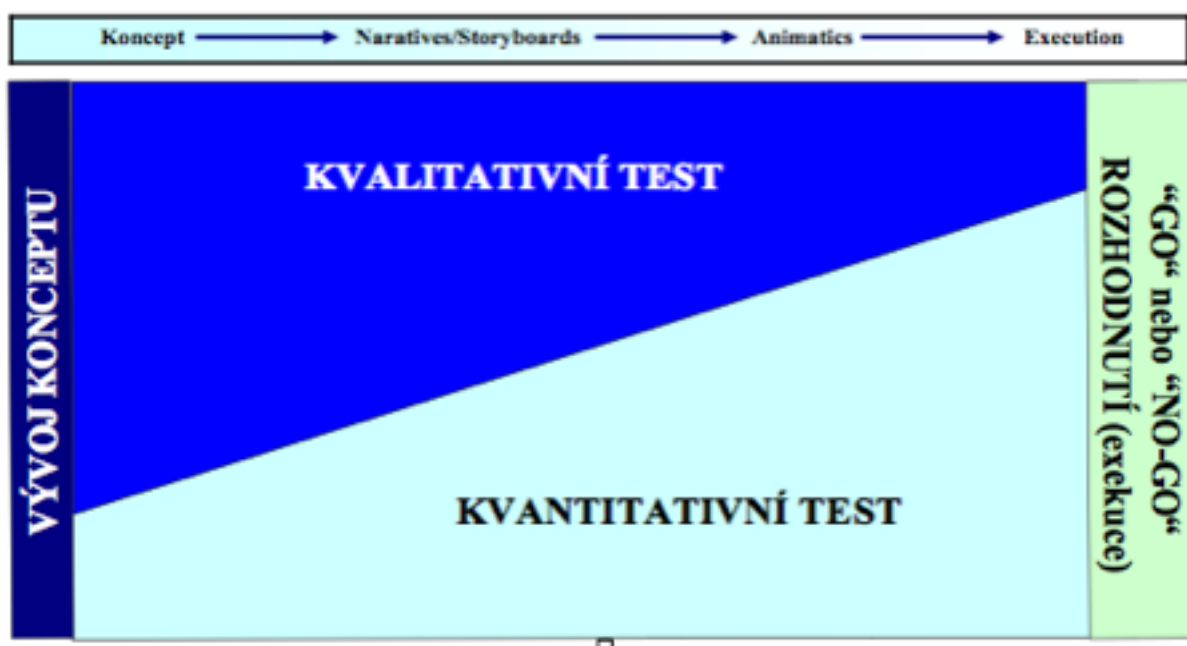 Koncept Naratives/Storyboards Animatics Execution
VÝVOJ KONCEPTU
KVALITATIVNÍ TEST
KVANTITATIVNÍ TEST
“GO“ nebo “NO-GO“
ROZHODNUTÍ (exekuce)